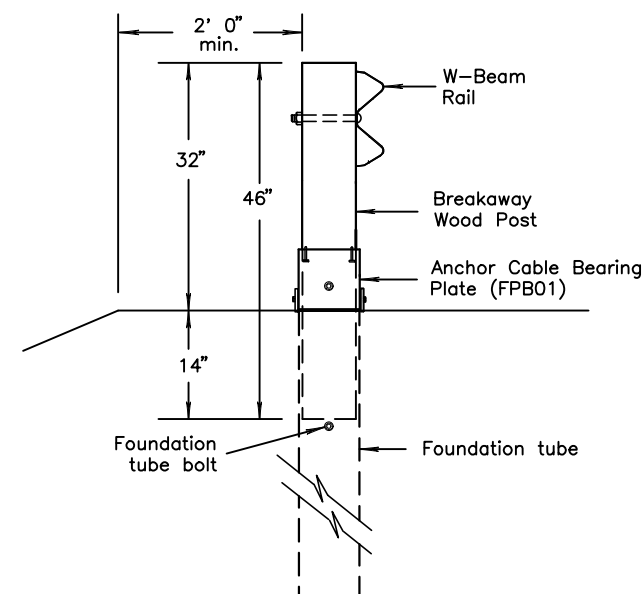 2' 0"
min.
W-Beam
Rail
32"
46"
Breakaway
Wood Post
Anchor Cable Bearing
Plate (FPB01)
14"
Foundation
tube bolt
Foundation tube